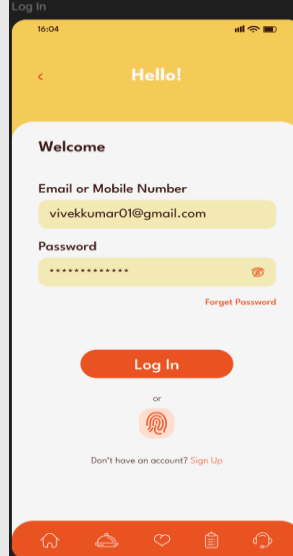 Log In
16:04
Hello!
Welcome
Email or Mobile Number
vivekkumar01@gmail.com
Password
*************
Forget Password
Log In
or
Don't have an account? Sign Up